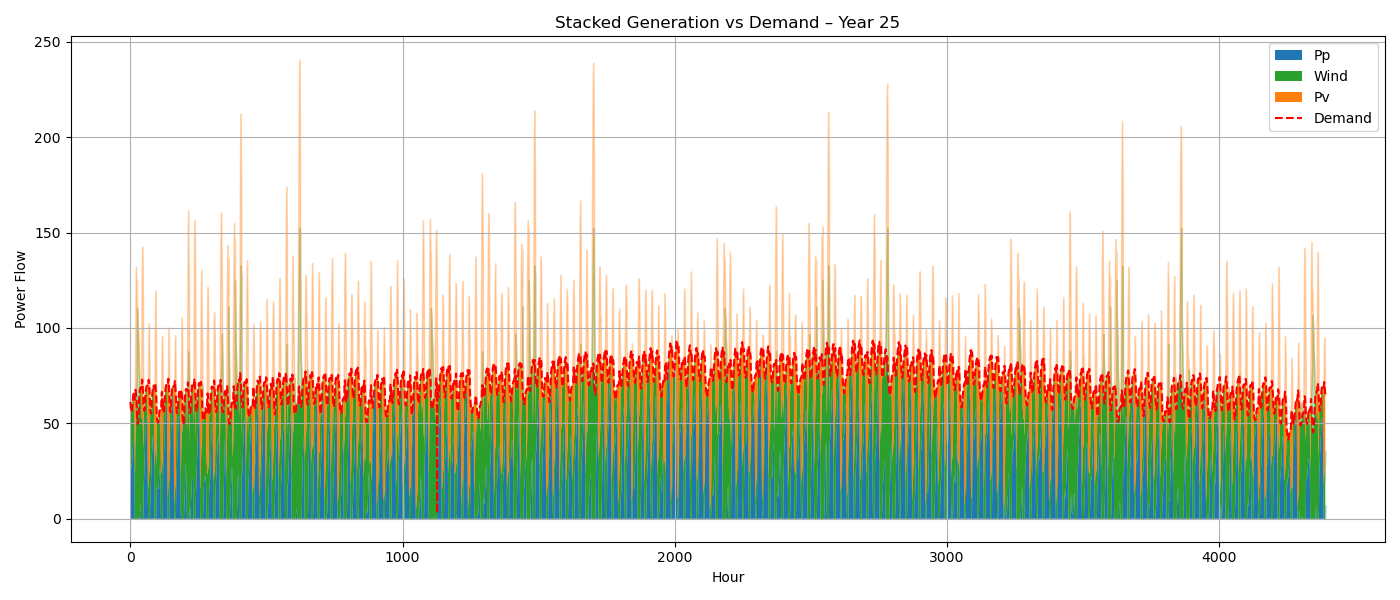 Stacked Generation vs Demand – Year 25
250
200
150
100
50
0
Power Flow
Pp
Wind
Pv
Demand
0 1000 2000 3000 4000
Hour